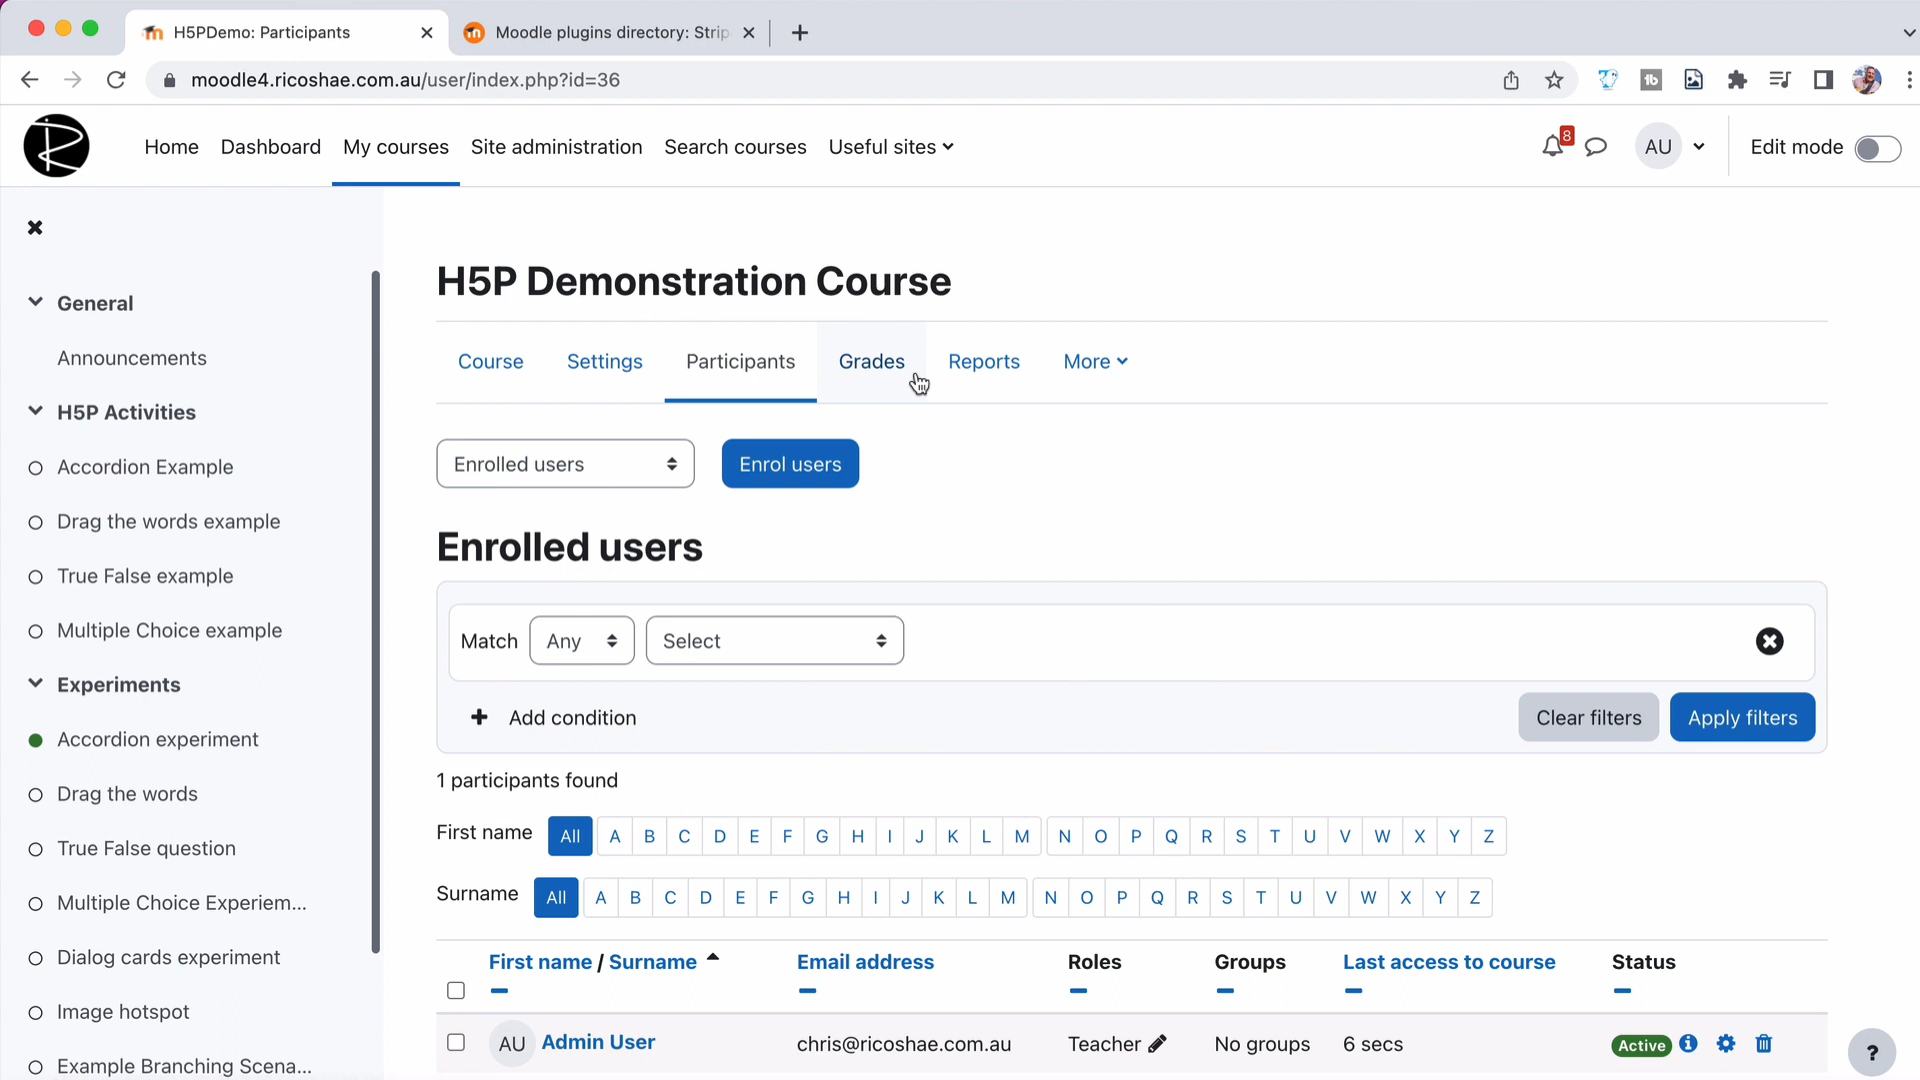 H5PDemo: Participants
Moodle plugins directory: Strip
moodle4.ricoshae.com.au/user/index.php?id=36
Home Dashboard My courses Site administration Search courses Useful sites
8
AU
Edit mode
General
Announcements
H5P Activities
Accordion Example
Drag the words example
True False example
Multiple Choice example
Experiments
Accordion experiment
Drag the words
True False question
Multiple Choice Experiem...
Dialog cards experiment
Image hotspot
Example Branching Scena...
H5P Demonstration Course
Course Settings Participants Grades Reports More
Enrolled users
Enrol users
Enrolled users
Match Any Select
Add condition
Clear filters Apply filters
1 participants found
First name All A B C D E F G H I J K L M N O P Q R S T U V W X Y Z
Surname All A B C D E F G H I J K L M N O P Q R S T U V W X Y Z
First name / Surname Email address Roles Groups Last access to course Status
AU Admin User chris@ricoshae.com.au Teacher No groups 6 secs Active
?